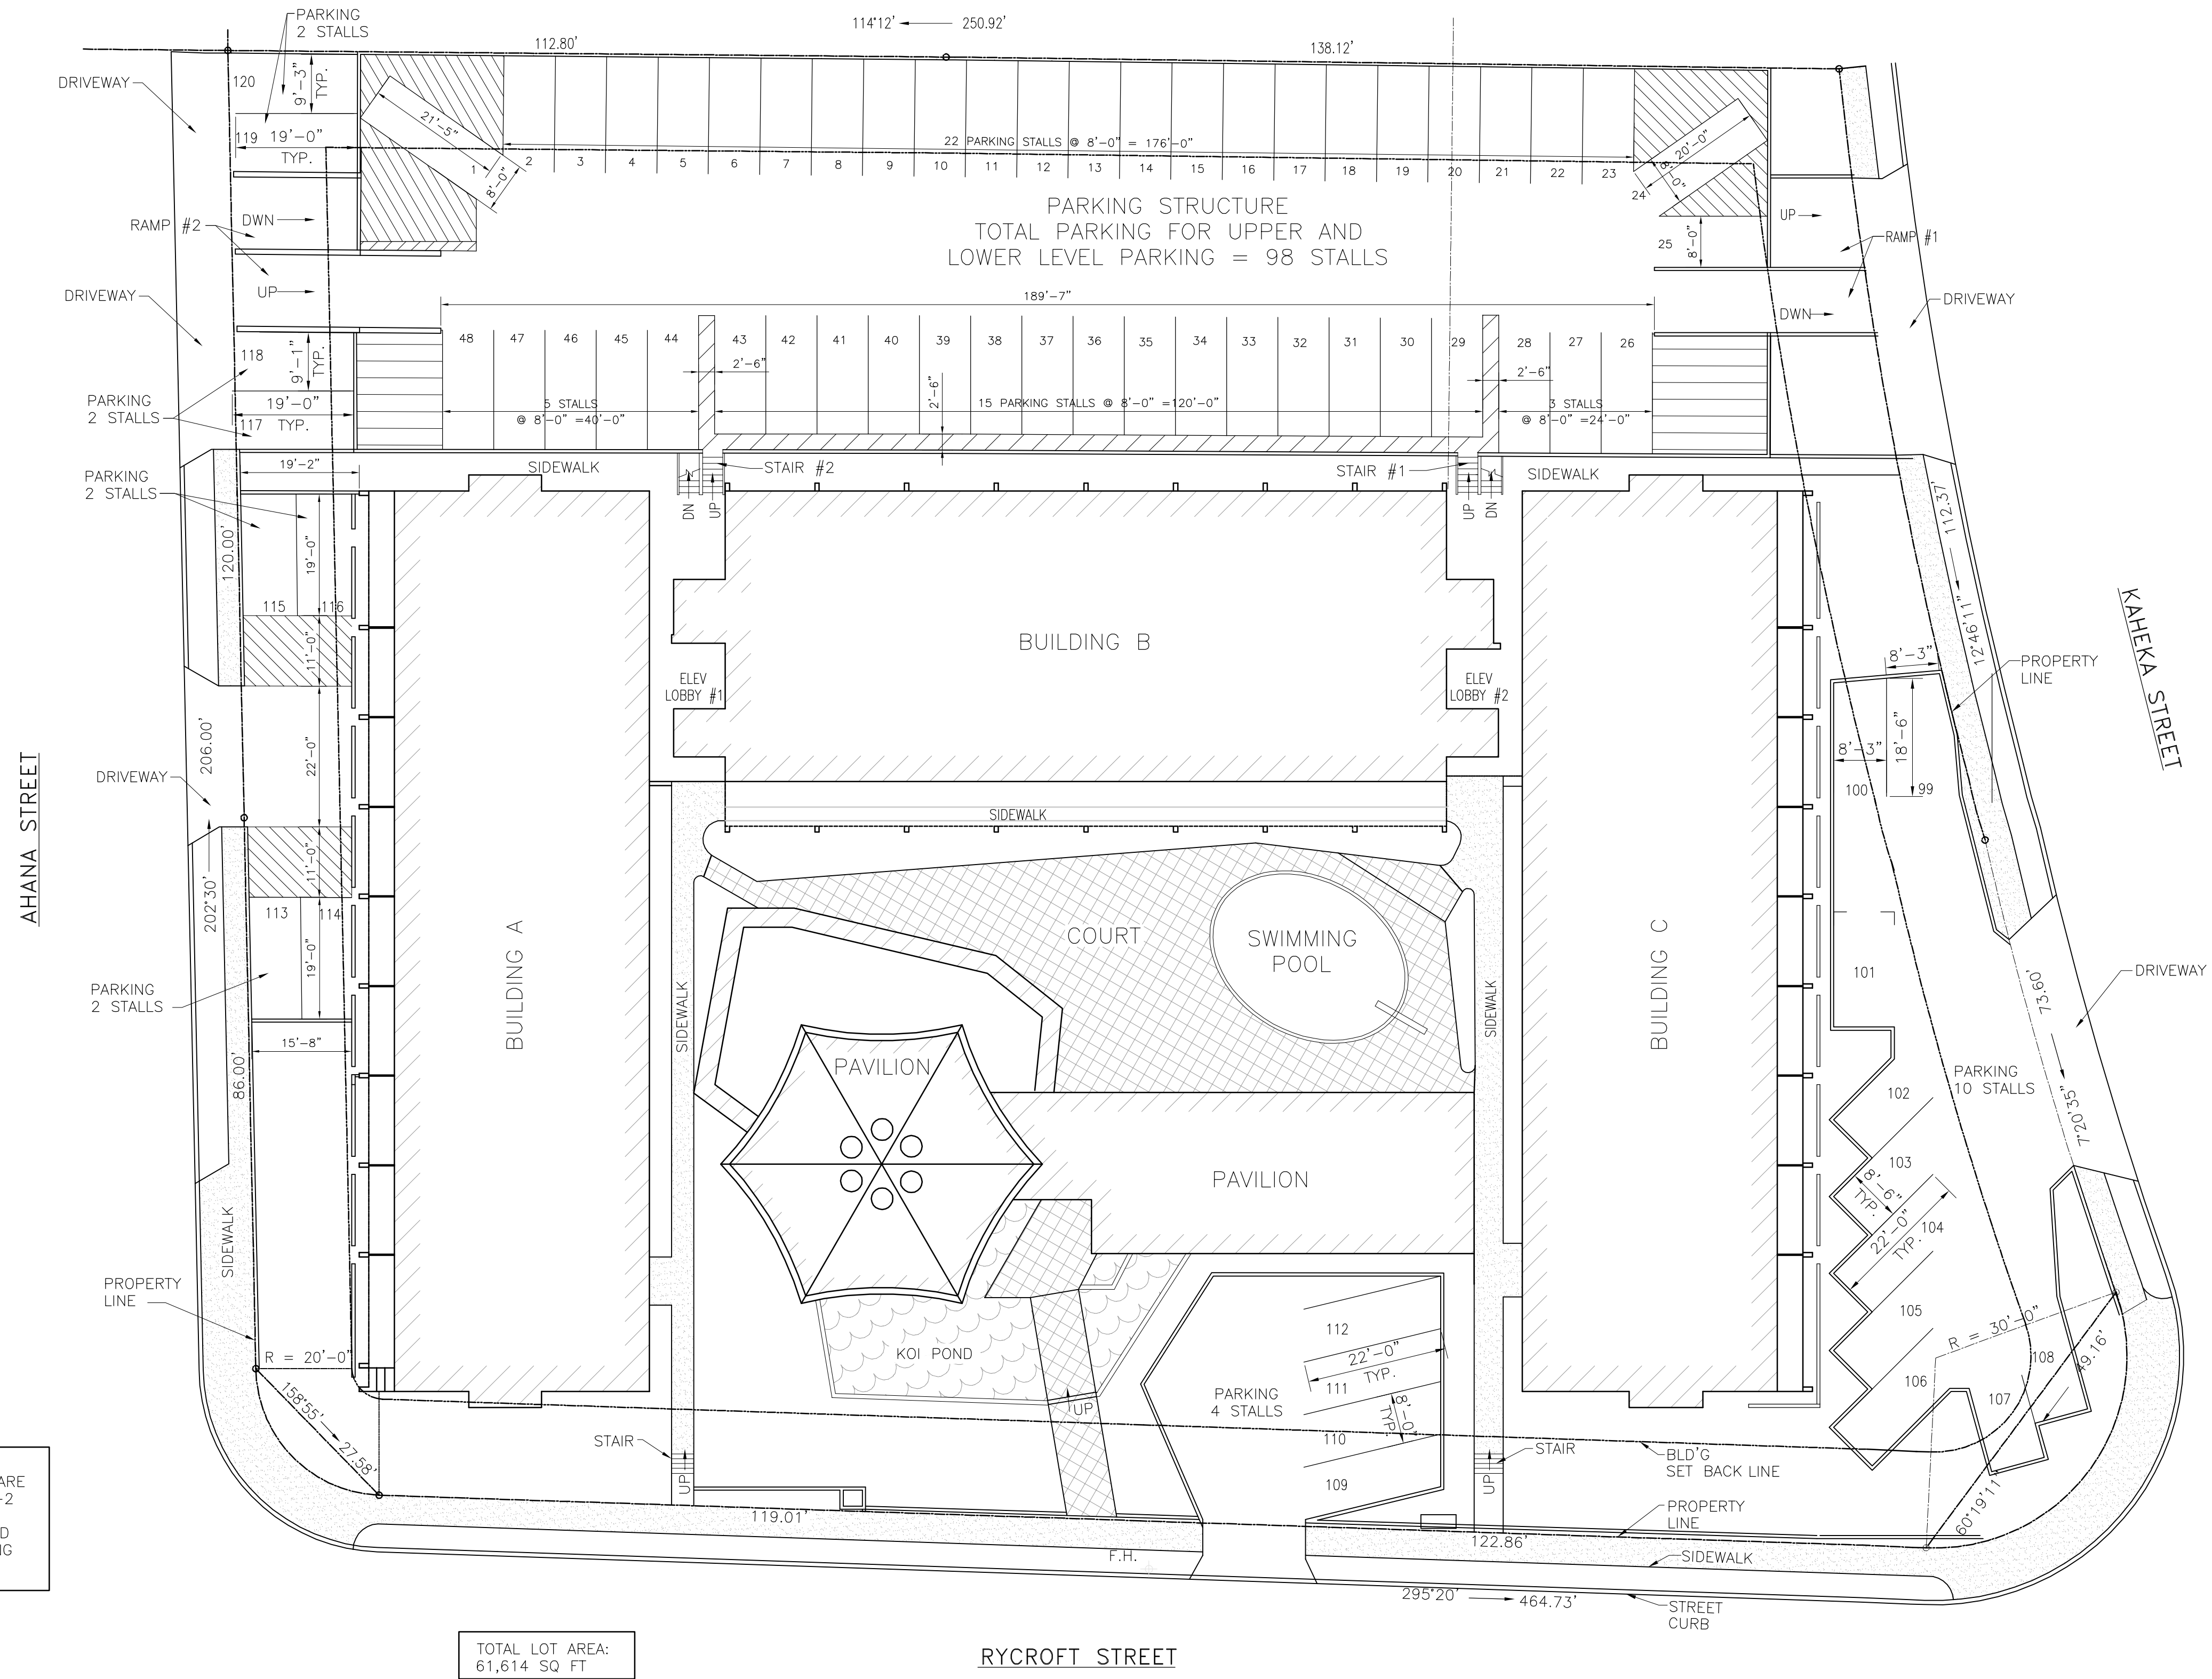 PARKING
2 STALLS
114°12' 250.92'
112.80'
138.12'
DRIVEWAY
120
9'-3"
TYP.
119 19'-0"
TYP.
21'-5"
8'-0"
22 PARKING STALLS @ 8'-0" = 176'-0"
1 2 3 4 5 6 7 8 9 10 11 12 13 14 15 16 17 18 19 20 21 22 23 24
20'-0"
8'-0"
25
8'-0"
PARKING STRUCTURE
TOTAL PARKING FOR UPPER AND
LOWER LEVEL PARKING = 98 STALLS
RAMP #2
DWN
UP
UP
RAMP #1
DWN
DRIVEWAY
DRIVEWAY
189'-7"
48 47 46 45 44 43 42 41 40 39 38 37 36 35 34 33 32 31 30 29 28 27 26
118
9'-1"
TYP.
2'-6"
2'-6"
2'-6"
PARKING
2 STALLS
19'-0"
117 TYP.
5 STALLS
@ 8'-0" =40'-0"
15 PARKING STALLS @ 8'-0" =120'-0"
3 STALLS
@ 8'-0" =24'-0"
PARKING
2 STALLS
19'-2"
SIDEWALK
STAIR #2
STAIR #1
SIDEWALK
DN
UP
UP
DN
120.00'
19'-0"
115 116
11'-0"
22'-0"
11'-0"
206.00'
DRIVEWAY
202°30'
113 114
19'-0"
PARKING
2 STALLS
15'-8"
86.00'
AHANA STREET
BUILDING A
BUILDING B
BUILDING C
ELEV
LOBBY #1
ELEV
LOBBY #2
SIDEWALK
SIDEWALK
SIDEWALK
COURT
SWIMMING
POOL
PAVILION
PAVILION
KOI POND
UP
112.37'
12°46'11"
KAHEKA STREET
PROPERTY
LINE
8'-3"
8'-3"
18'-6"
100
99
101
DRIVEWAY
73.60'
7°20'35"
PARKING
10 STALLS
102
103
8'-6"
TYP.
104
22'-0"
TYP.
105
106
107
108
R = 30'-0"
49.16'
60°19'11"
SIDEWALK
PROPERTY
LINE
R = 20'-0"
158°55'
27.58'
STAIR
UP
PARKING
4 STALLS
112
22'-0"
TYP.
111
8'-0"
TYP.
110
109
UP
STAIR
BLD'G
SET BACK LINE
PROPERTY
LINE
119.01'
F.H.
122.86'
SIDEWALK
295°20' 464.73'
STREET
CURB
ARE
-2
D
NG
TOTAL LOT AREA:
61,614 SQ FT
RYCROFT STREET